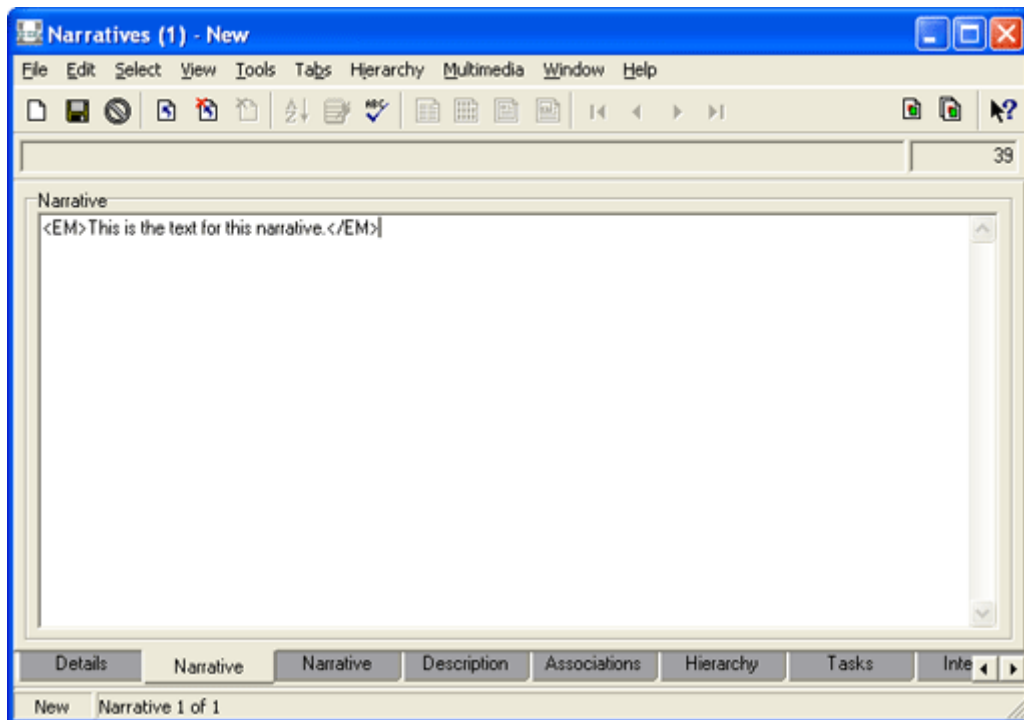 Narratives (1) - New
File Edit Select View Tools Tabs Hierarchy Multimedia Window Help
39
Narrative
<EM>This is the text for this narrative.</EM>
Details Narrative Narrative Description Associations Hierarchy Tasks Inte
New Narrative 1 of 1